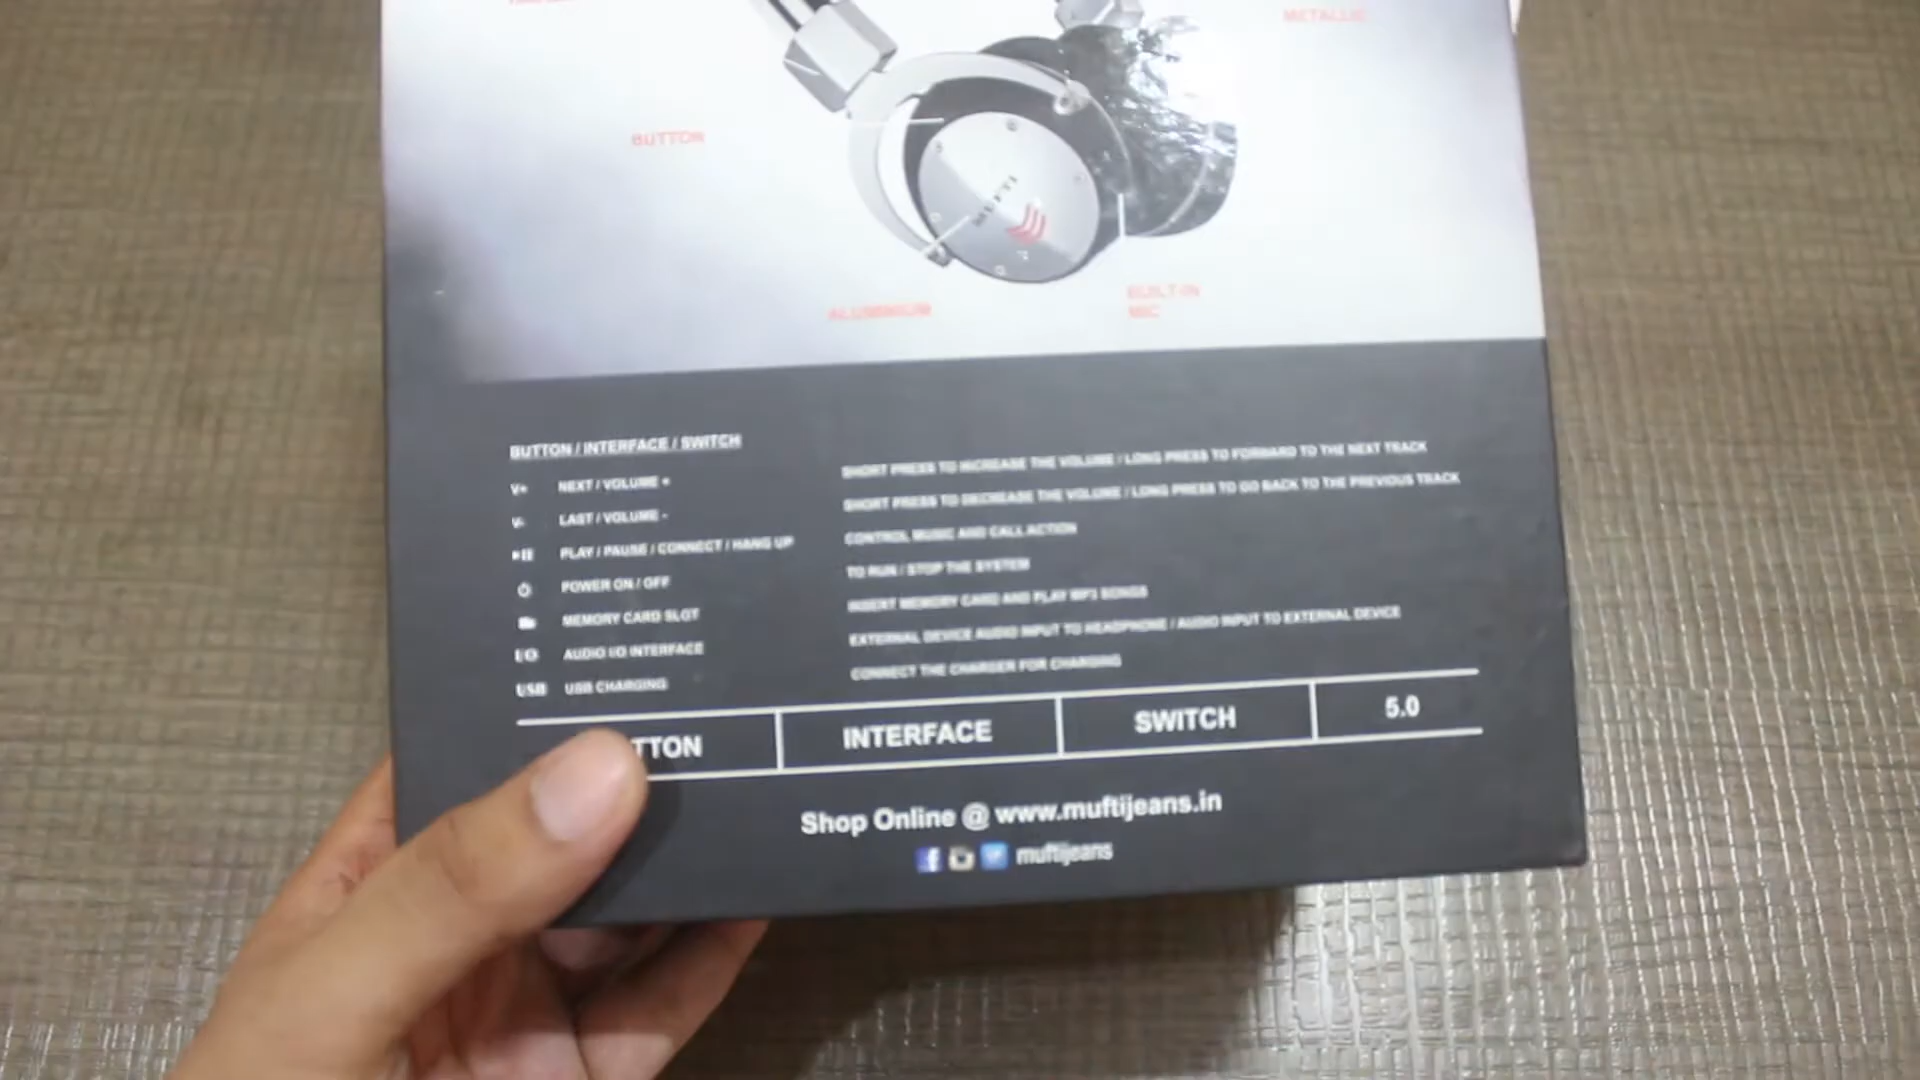 METALLIC
BUTTON
MUFTI
ALUMINIUM
BUILT-IN
MIC
BUTTON / INTERFACE / SWITCH
V+ NEXT / VOLUME + SHORT PRESS TO INCREASE THE VOLUME / LONG PRESS TO FORWARD TO THE NEXT TRACK
V- LAST / VOLUME - SHORT PRESS TO DECREASE THE VOLUME / LONG PRESS TO GO BACK TO THE PREVIOUS TRACK
PLAY / PAUSE / CONNECT / HANG UP CONTROL MUSIC AND CALL ACTION
POWER ON / OFF TO RUN / STOP THE SYSTEM
MEMORY CARD SLOT INSERT MEMORY CARD AND PLAY MP3 SONGS
I/O AUDIO I/O INTERFACE EXTERNAL DEVICE AUDIO INPUT TO HEADPHONE / AUDIO INPUT TO EXTERNAL DEVICE
USB USB CHARGING CONNECT THE CHARGER FOR CHARGING
TTON INTERFACE SWITCH 5.0
Shop Online @ www.muftijeans.in
muftijeans